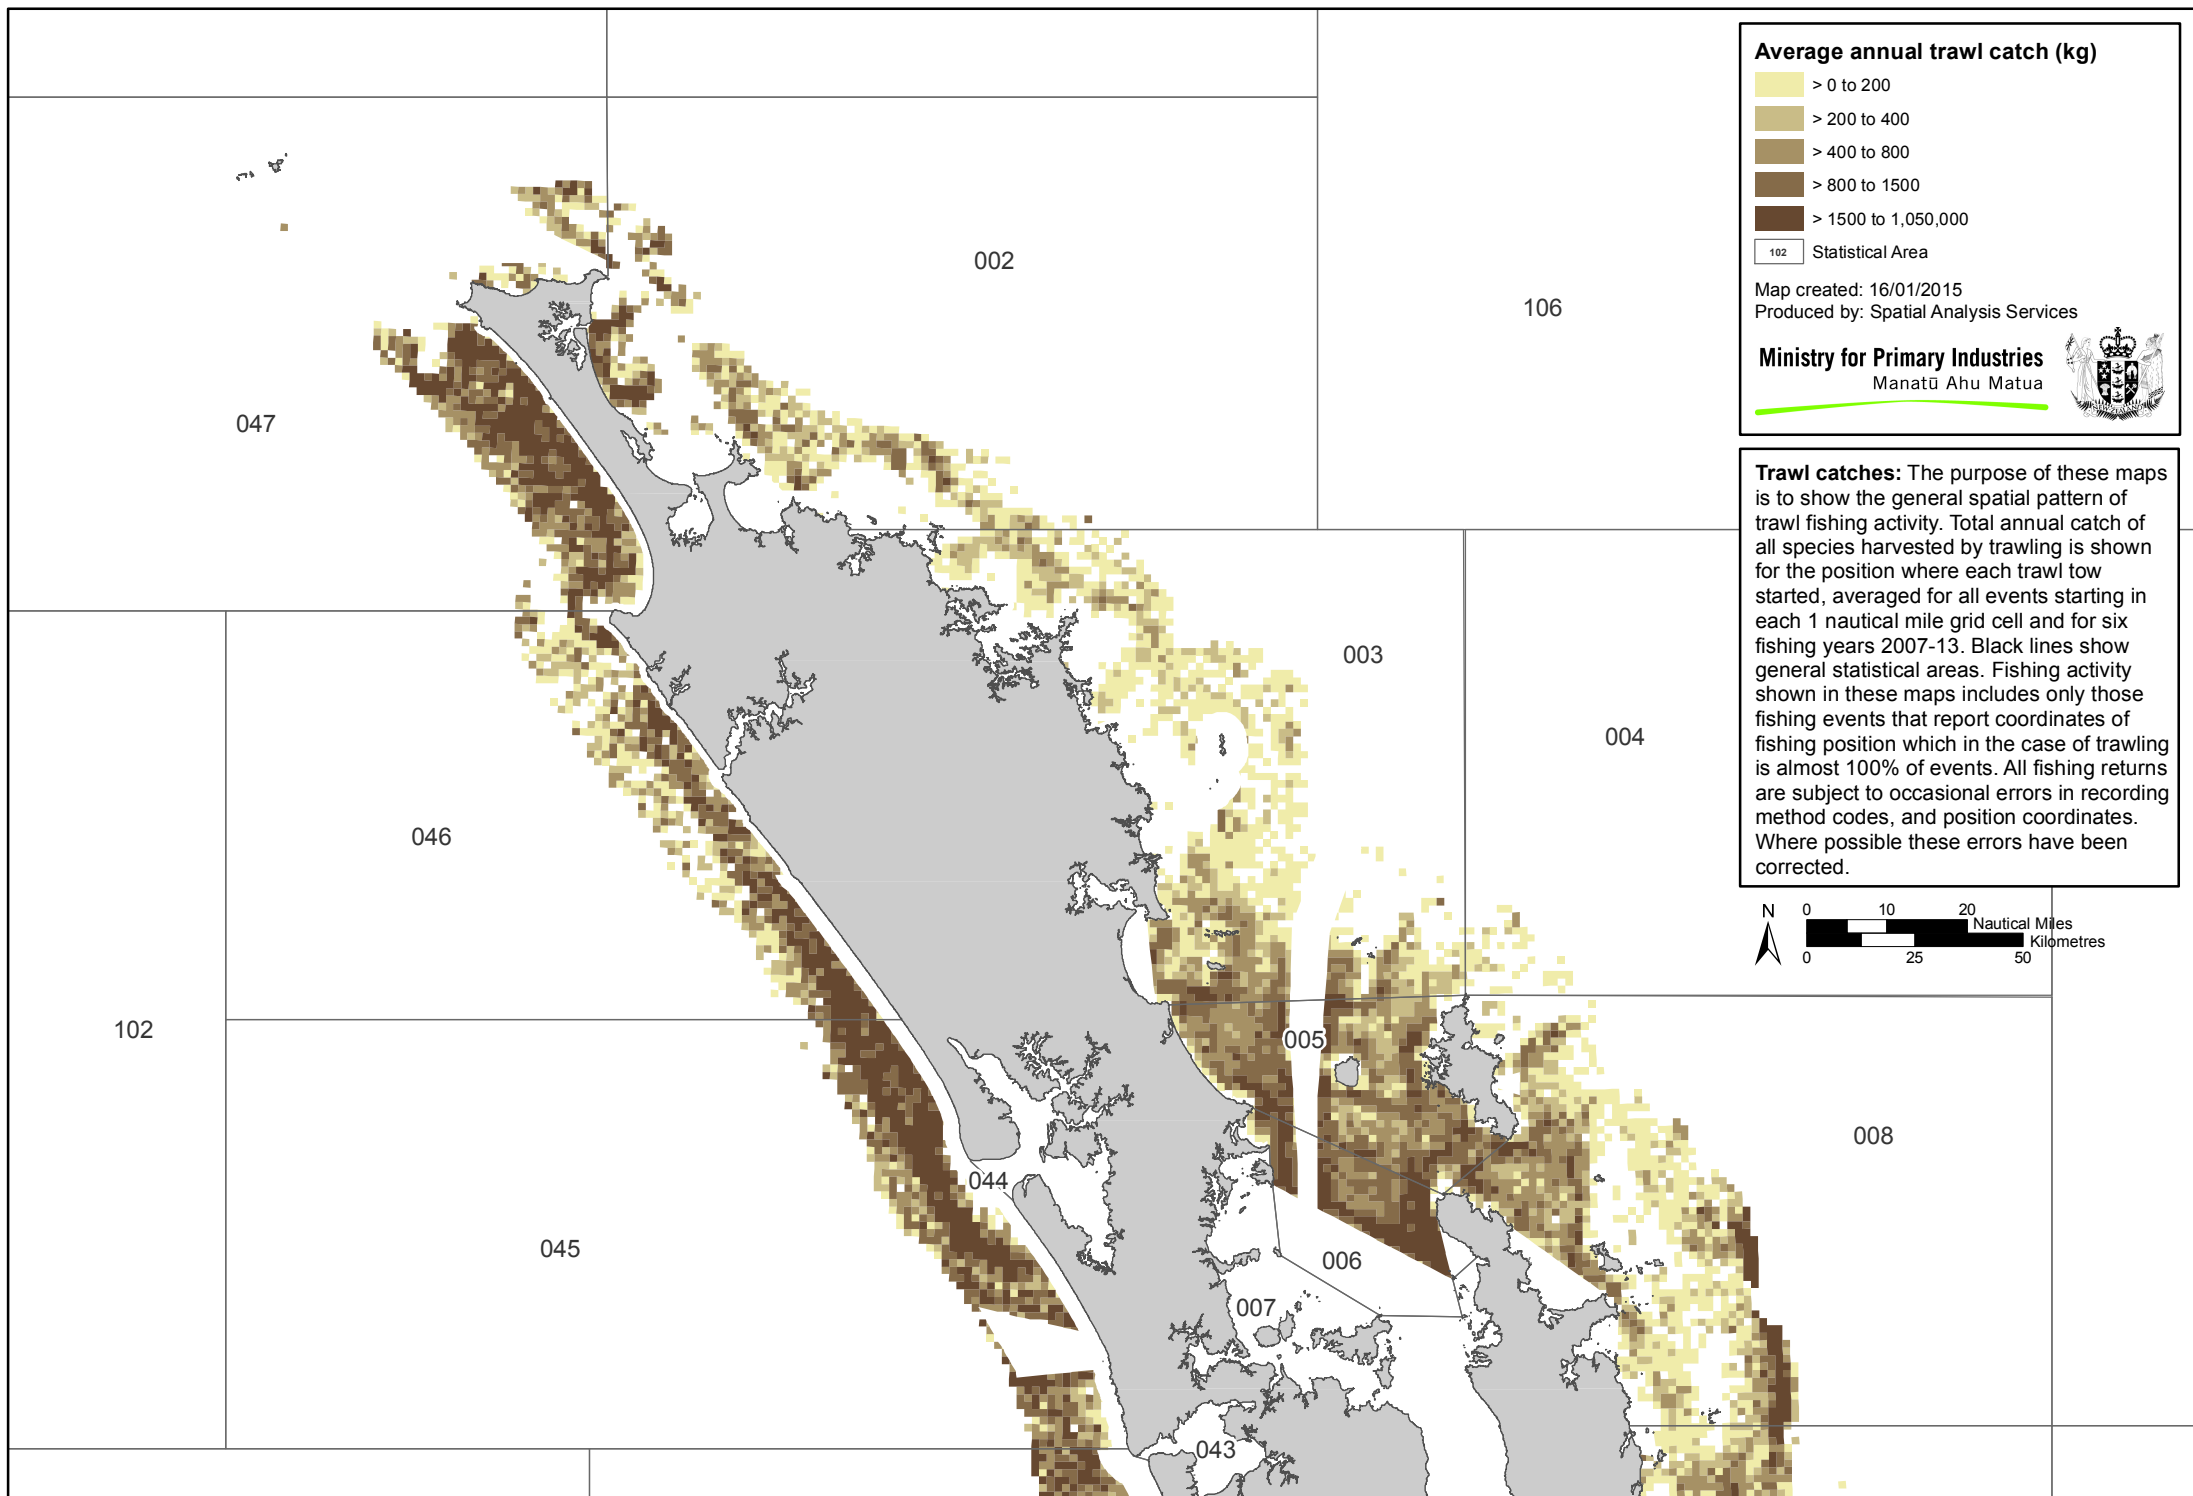 Average annual trawl catch (kg)
> 0 to 200
> 200 to 400
> 400 to 800
> 800 to 1500
> 1500 to 1,050,000
102 Statistical Area
Map created: 16/01/2015
Produced by: Spatial Analysis Services
Ministry for Primary Industries
Manatū Ahu Matua
NEW ZEALAND
Trawl catches: The purpose of these maps
is to show the general spatial pattern of
trawl fishing activity. Total annual catch of
all species harvested by trawling is shown
for the position where each trawl tow
started, averaged for all events starting in
each 1 nautical mile grid cell and for six
fishing years 2007-13. Black lines show
general statistical areas. Fishing activity
shown in these maps includes only those
fishing events that report coordinates of
fishing position which in the case of trawling
is almost 100% of events. All fishing returns
are subject to occasional errors in recording
method codes, and position coordinates.
Where possible these errors have been
corrected.
N
0 10 20
Nautical Miles
Kilometres
0 25 50
002
106
047
003
004
046
102
005
008
044
045
006
007
043